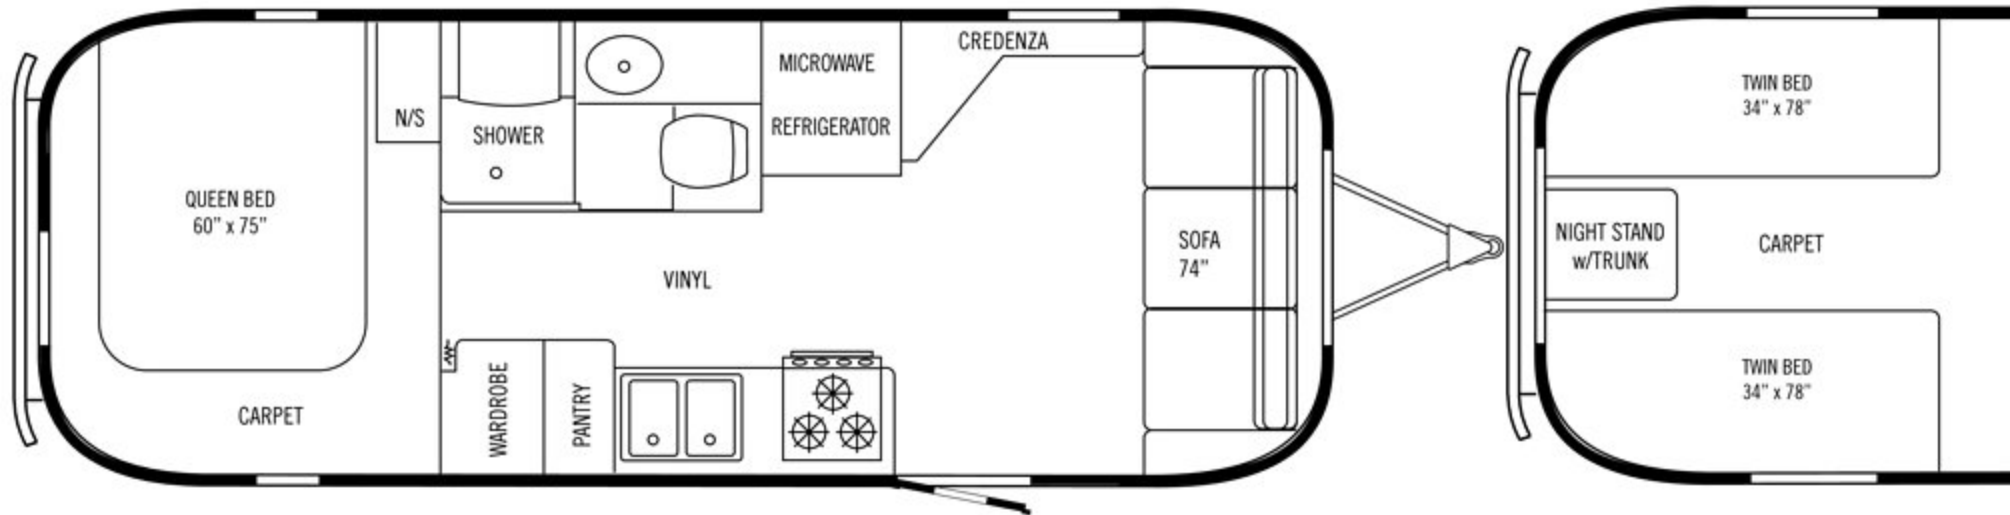 CREDENZA
MICROWAVE
REFRIGERATOR
N/S
SHOWER
QUEEN BED
60” x 75”
SOFA
74”
VINYL
WARDROBE
PANTRY
CARPET
TWIN BED
34” x 78”
NIGHT STAND
w/TRUNK
CARPET
TWIN BED
34” x 78”